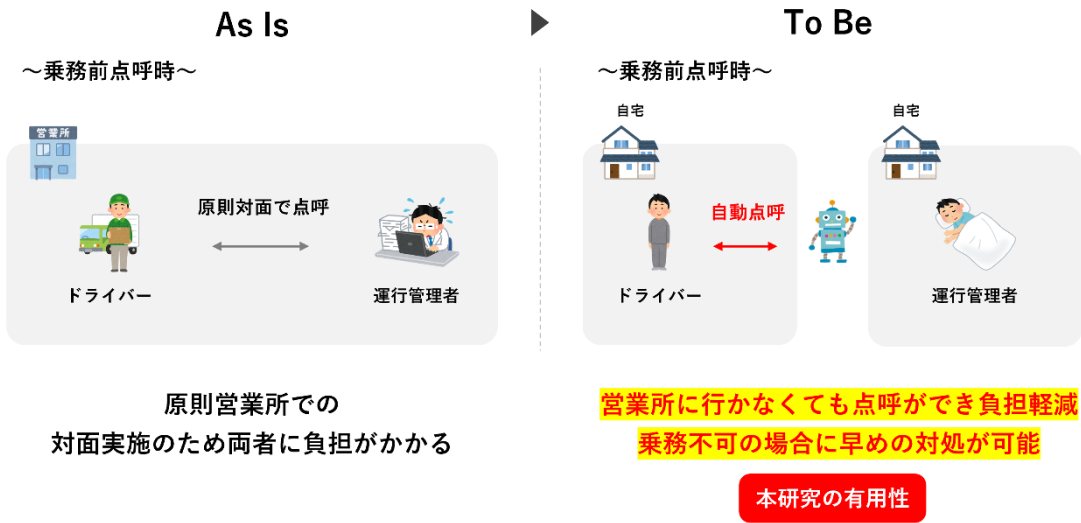 As Is
～乗務前点呼時～
営業所
原則対面で点呼
ドライバー
運行管理者
原則営業所での
対面実施のため両者に負担がかかる
To Be
～乗務前点呼時～
自宅
自宅
自動点呼
ドライバー
運行管理者
営業所に行かなくても点呼ができ負担軽減
乗務不可の場合に早めの対処が可能
本研究の有用性